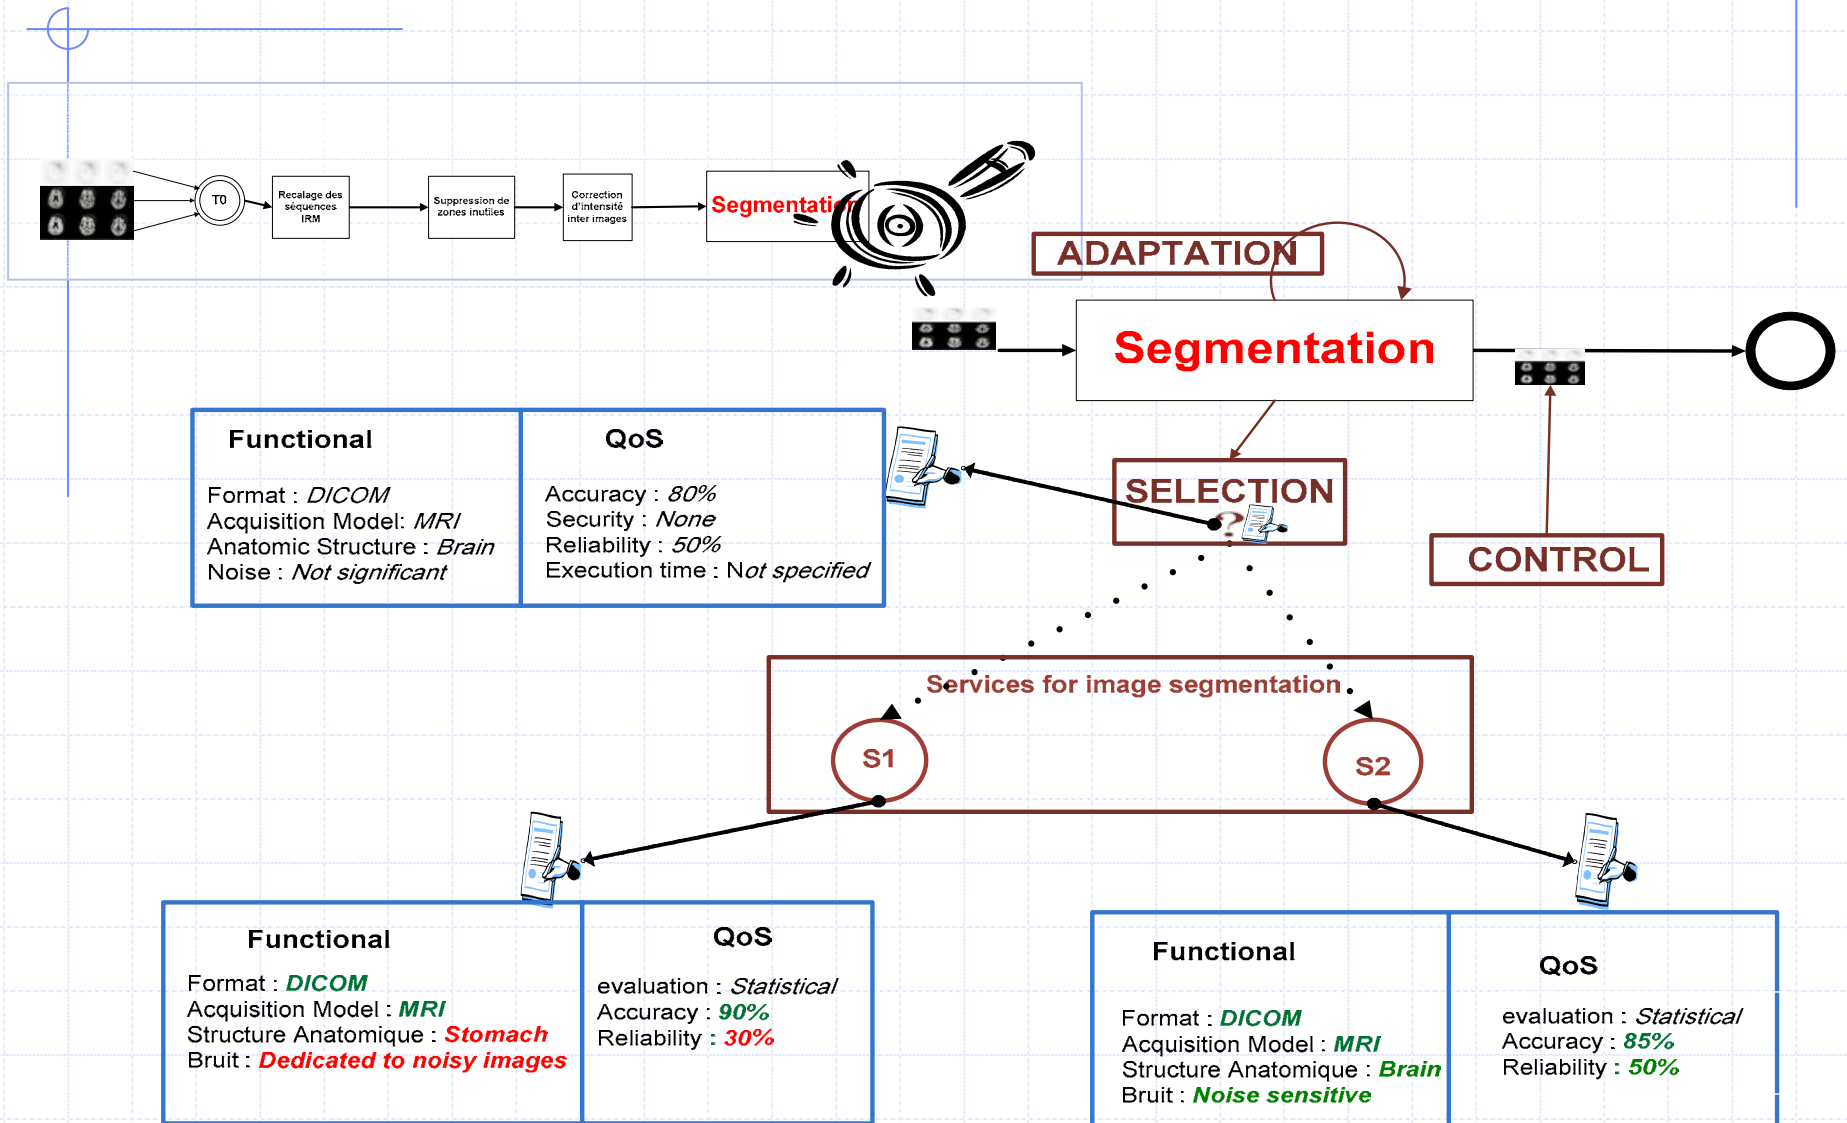 T0
Recalage des
séquences
IRM
Suppression de
zones inutiles
Correction
d'intensité
inter images
Segmentation
ADAPTATION
Segmentation
SELECTION
?
CONTROL
Functional
Format : DICOM
Acquisition Model: MRI
Anatomic Structure : Brain
Noise : Not significant
QoS
Accuracy : 80%
Security : None
Reliability : 50%
Execution time : Not specified
Services for image segmentation
S1
S2
Functional
Format : DICOM
Acquisition Model : MRI
Structure Anatomique : Stomach
Bruit : Dedicated to noisy images
QoS
evaluation : Statistical
Accuracy : 90%
Reliability : 30%
Functional
Format : DICOM
Acquisition Model : MRI
Structure Anatomique : Brain
Bruit : Noise sensitive
QoS
evaluation : Statistical
Accuracy : 85%
Reliability : 50%